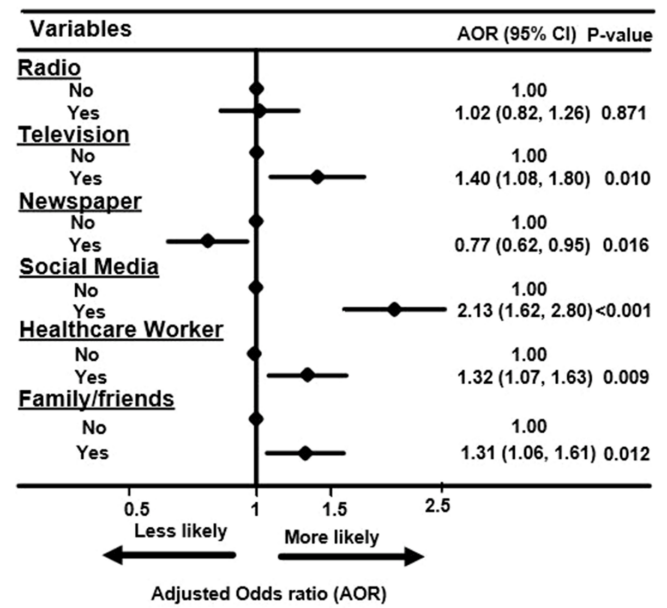 Variables AOR (95% CI) P-value
Radio
No 1.00
Yes 1.02 (0.82, 1.26) 0.871
Television
No 1.00
Yes 1.40 (1.08, 1.80) 0.010
Newspaper
No 1.00
Yes 0.77 (0.62, 0.95) 0.016
Social Media
No 1.00
Yes 2.13 (1.62, 2.80) <0.001
Healthcare Worker
No 1.00
Yes 1.32 (1.07, 1.63) 0.009
Family/friends
No 1.00
Yes 1.31 (1.06, 1.61) 0.012
0.5 1 1.5 2.5
Less likely More likely
Adjusted Odds ratio (AOR)